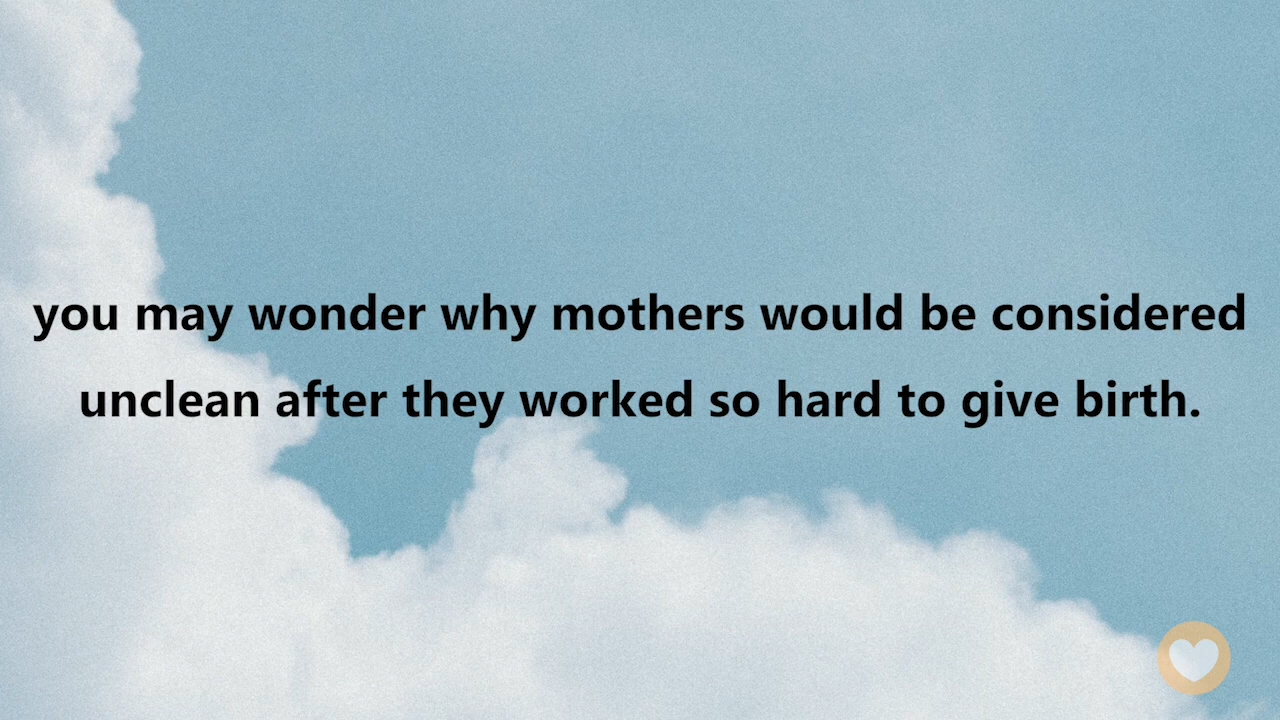 you may wonder why mothers would be considered
unclean after they worked so hard to give birth.